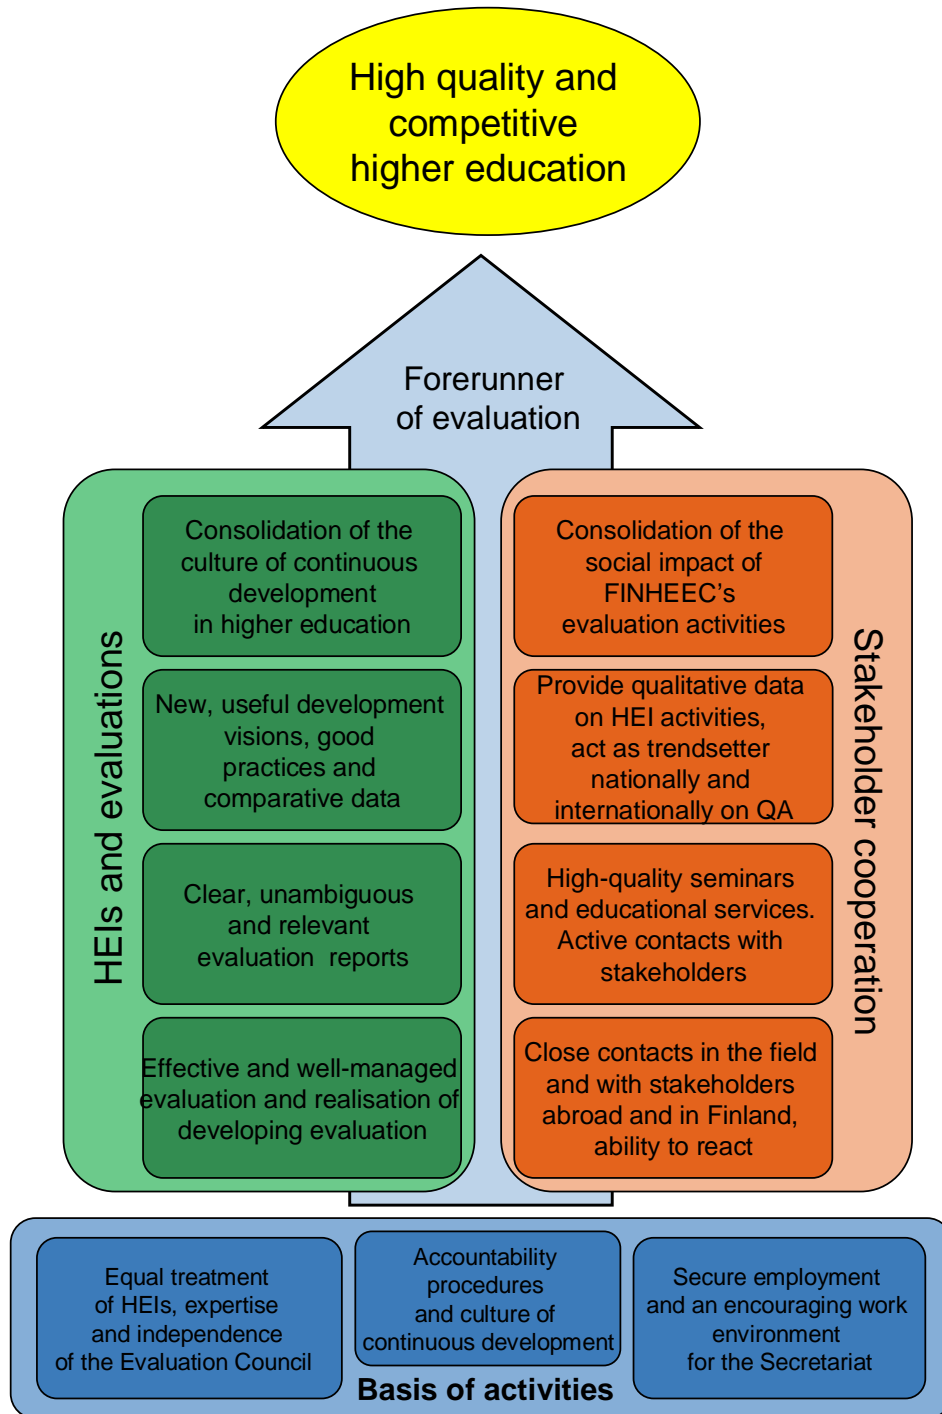 High quality and
competitive
higher education
Forerunner
of evaluation
HEIs and evaluations
Consolidation of the
culture of continuous
development
in higher education
New, useful development
visions, good
practices and
comparative data
Clear, unambiguous
and relevant
evaluation reports
Effective and well-managed
evaluation and realisation of
developing evaluation
Consolidation of the
social impact of
FINHEEC’s
evaluation activities
Provide qualitative data
on HEI activities,
act as trendsetter
nationally and
internationally on QA
High-quality seminars
and educational services.
Active contacts with
stakeholders
Close contacts in the field
and with stakeholders
abroad and in Finland,
ability to react
Stakeholder cooperation
Equal treatment
of HEIs, expertise
and independence
of the Evaluation Council
Accountability
procedures
and culture of
continuous development
Secure employment
and an encouraging work
environment
for the Secretariat
Basis of activities